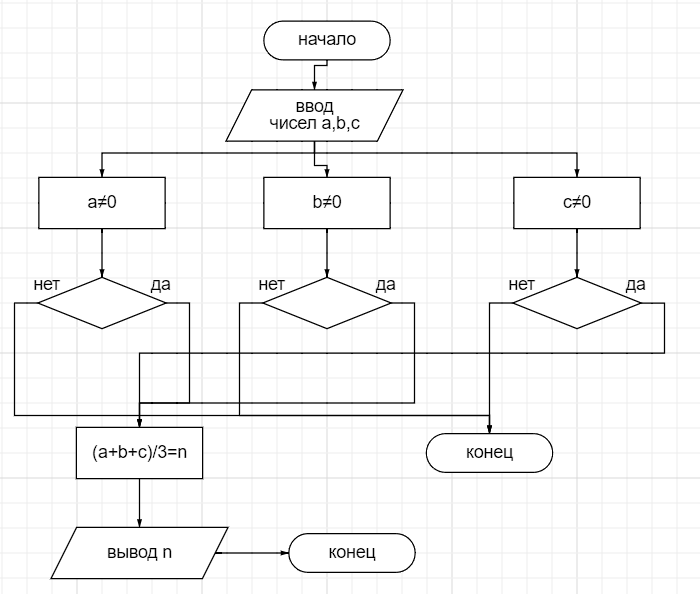 начало
ввод
чисел a,b,c
a≠0
b≠0
c≠0
нет
да
нет
да
нет
да
(a+b+c)/3=n
конец
вывод n
конец